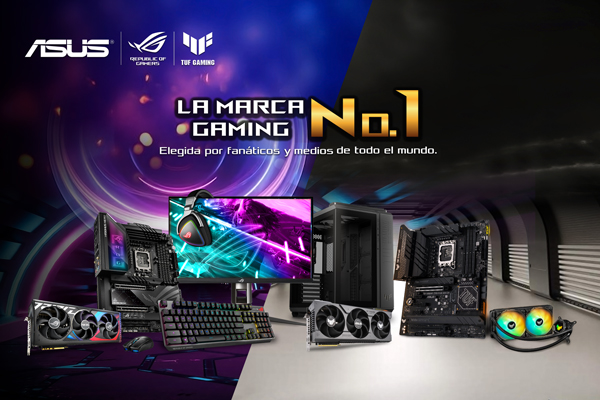 ASUS
REPUBLIC OF
GAMERS
TUF GAMING
LA MARCA
GAMING
No.1
Elegida por fanáticos y medios de todo el mundo.